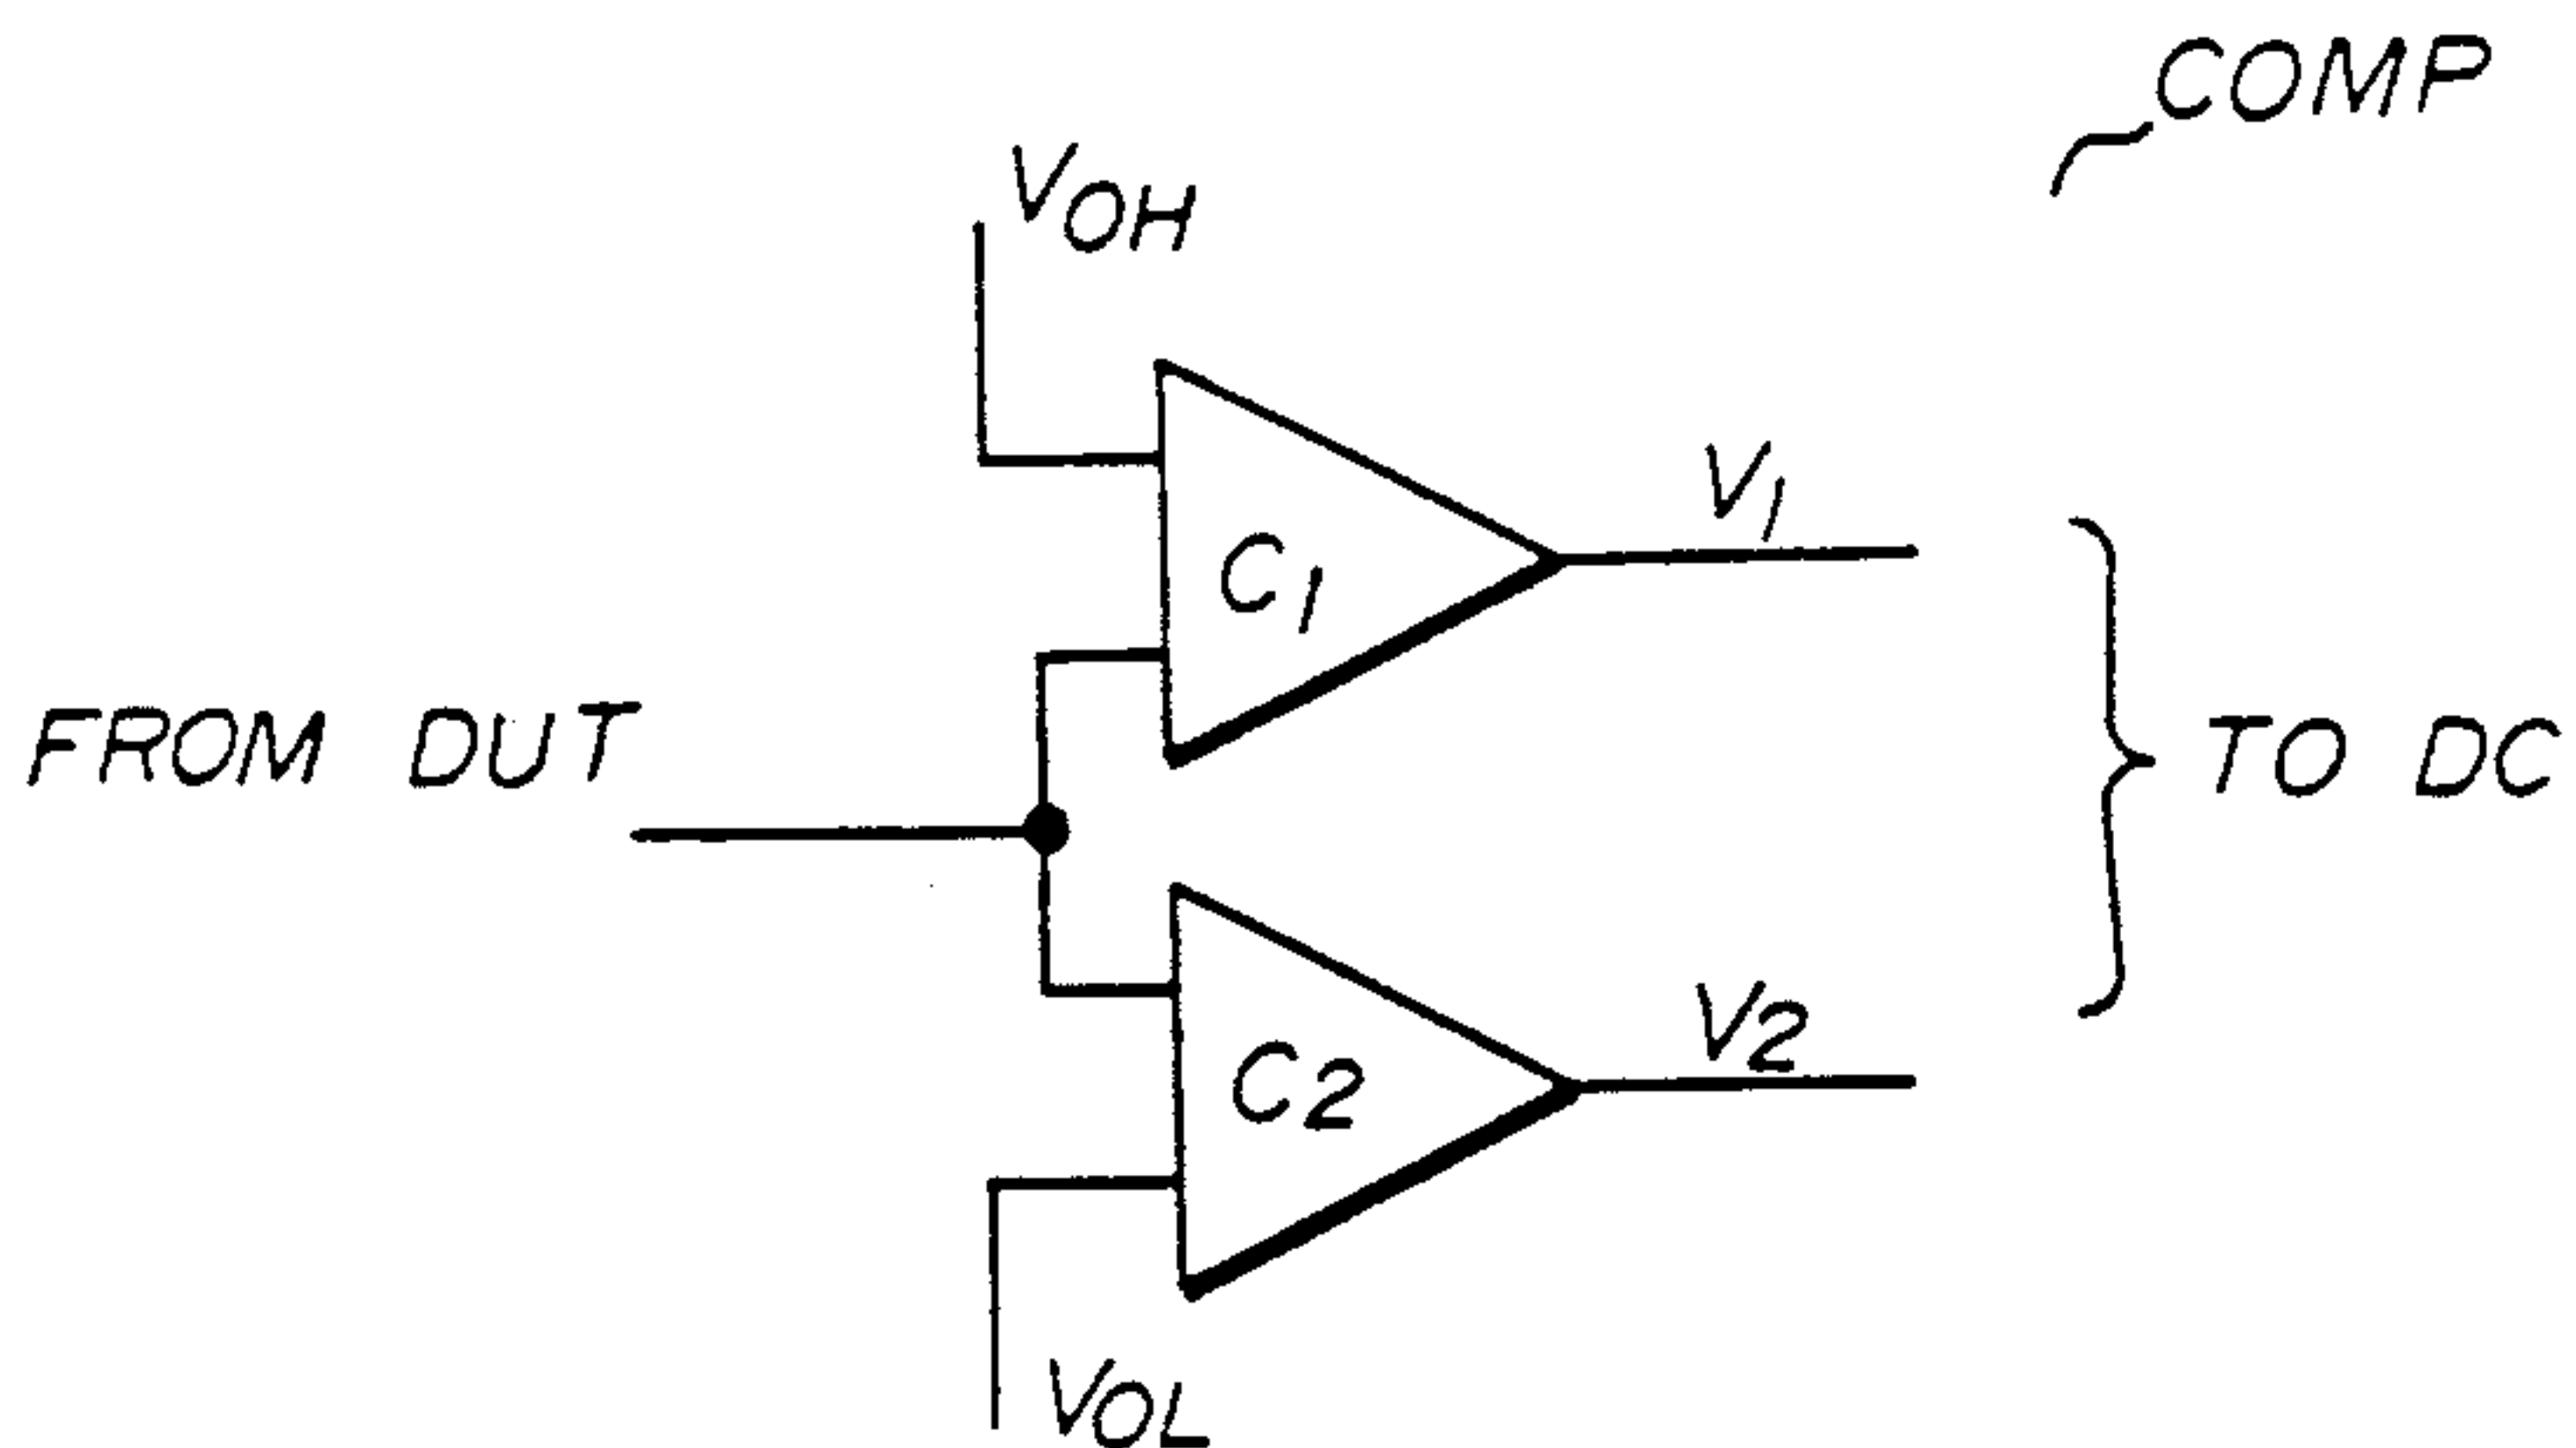 COMP
VOH
V1
C1
FROM DUT
TO DC
V2
C2
VOL